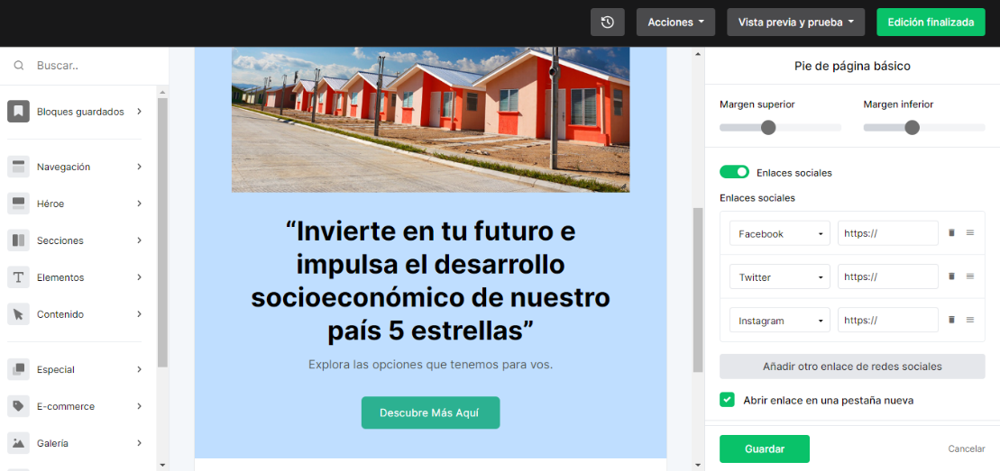 Acciones
Vista previa y prueba
Edición finalizada
Buscar..
Bloques guardados
Navegación
Héroe
Secciones
Elementos
Contenido
Especial
E-commerce
Galería
“Invierte en tu futuro e
impulsa el desarrollo
socioeconómico de nuestro
país 5 estrellas”
Explora las opciones que tenemos para vos.
Descubre Más Aquí
Pie de página básico
Margen superior
Margen inferior
Enlaces sociales
Enlaces sociales
Facebook https://
Twitter https://
Instagram https://
Añadir otro enlace de redes sociales
Abrir enlace en una pestaña nueva
Guardar
Cancelar